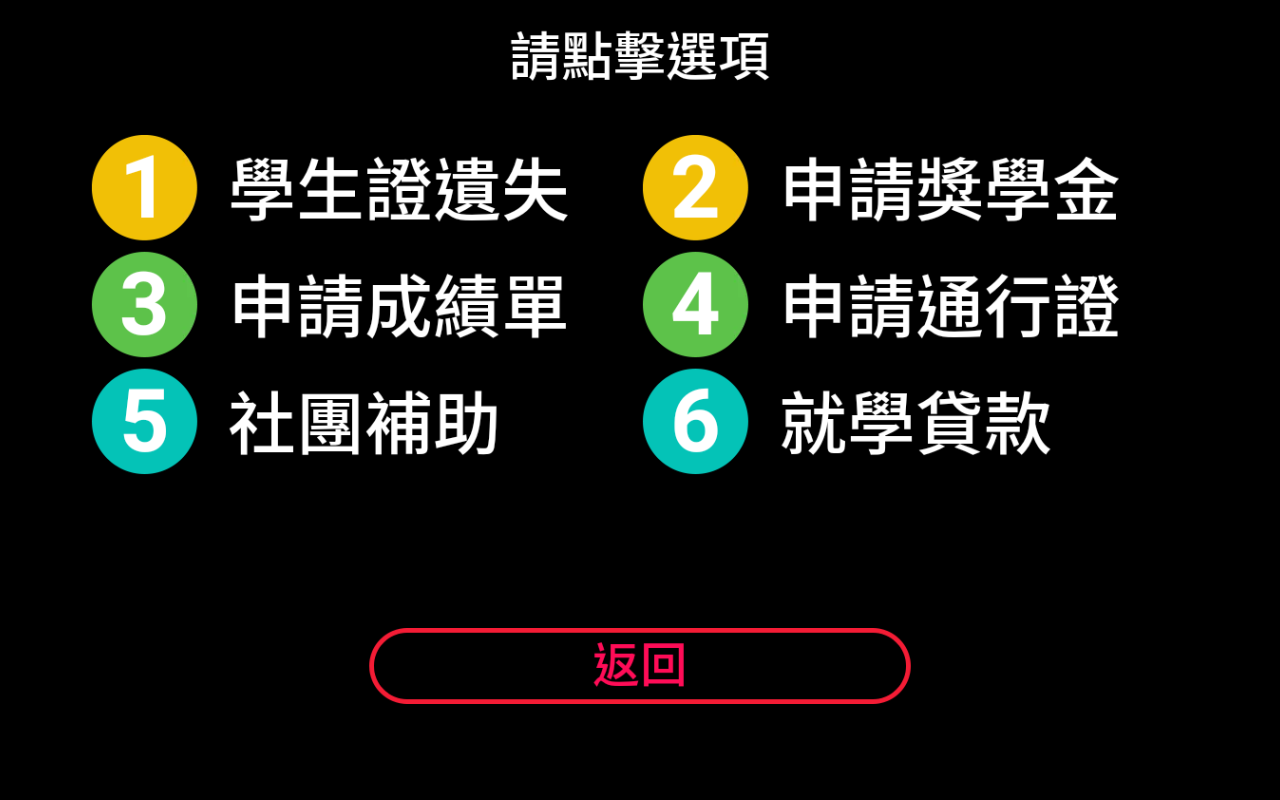 請點擊選項
1 學生證遺失
2 申請獎學金
3 申請成績單
4 申請通行證
5 社團補助
6 就學貸款
返回